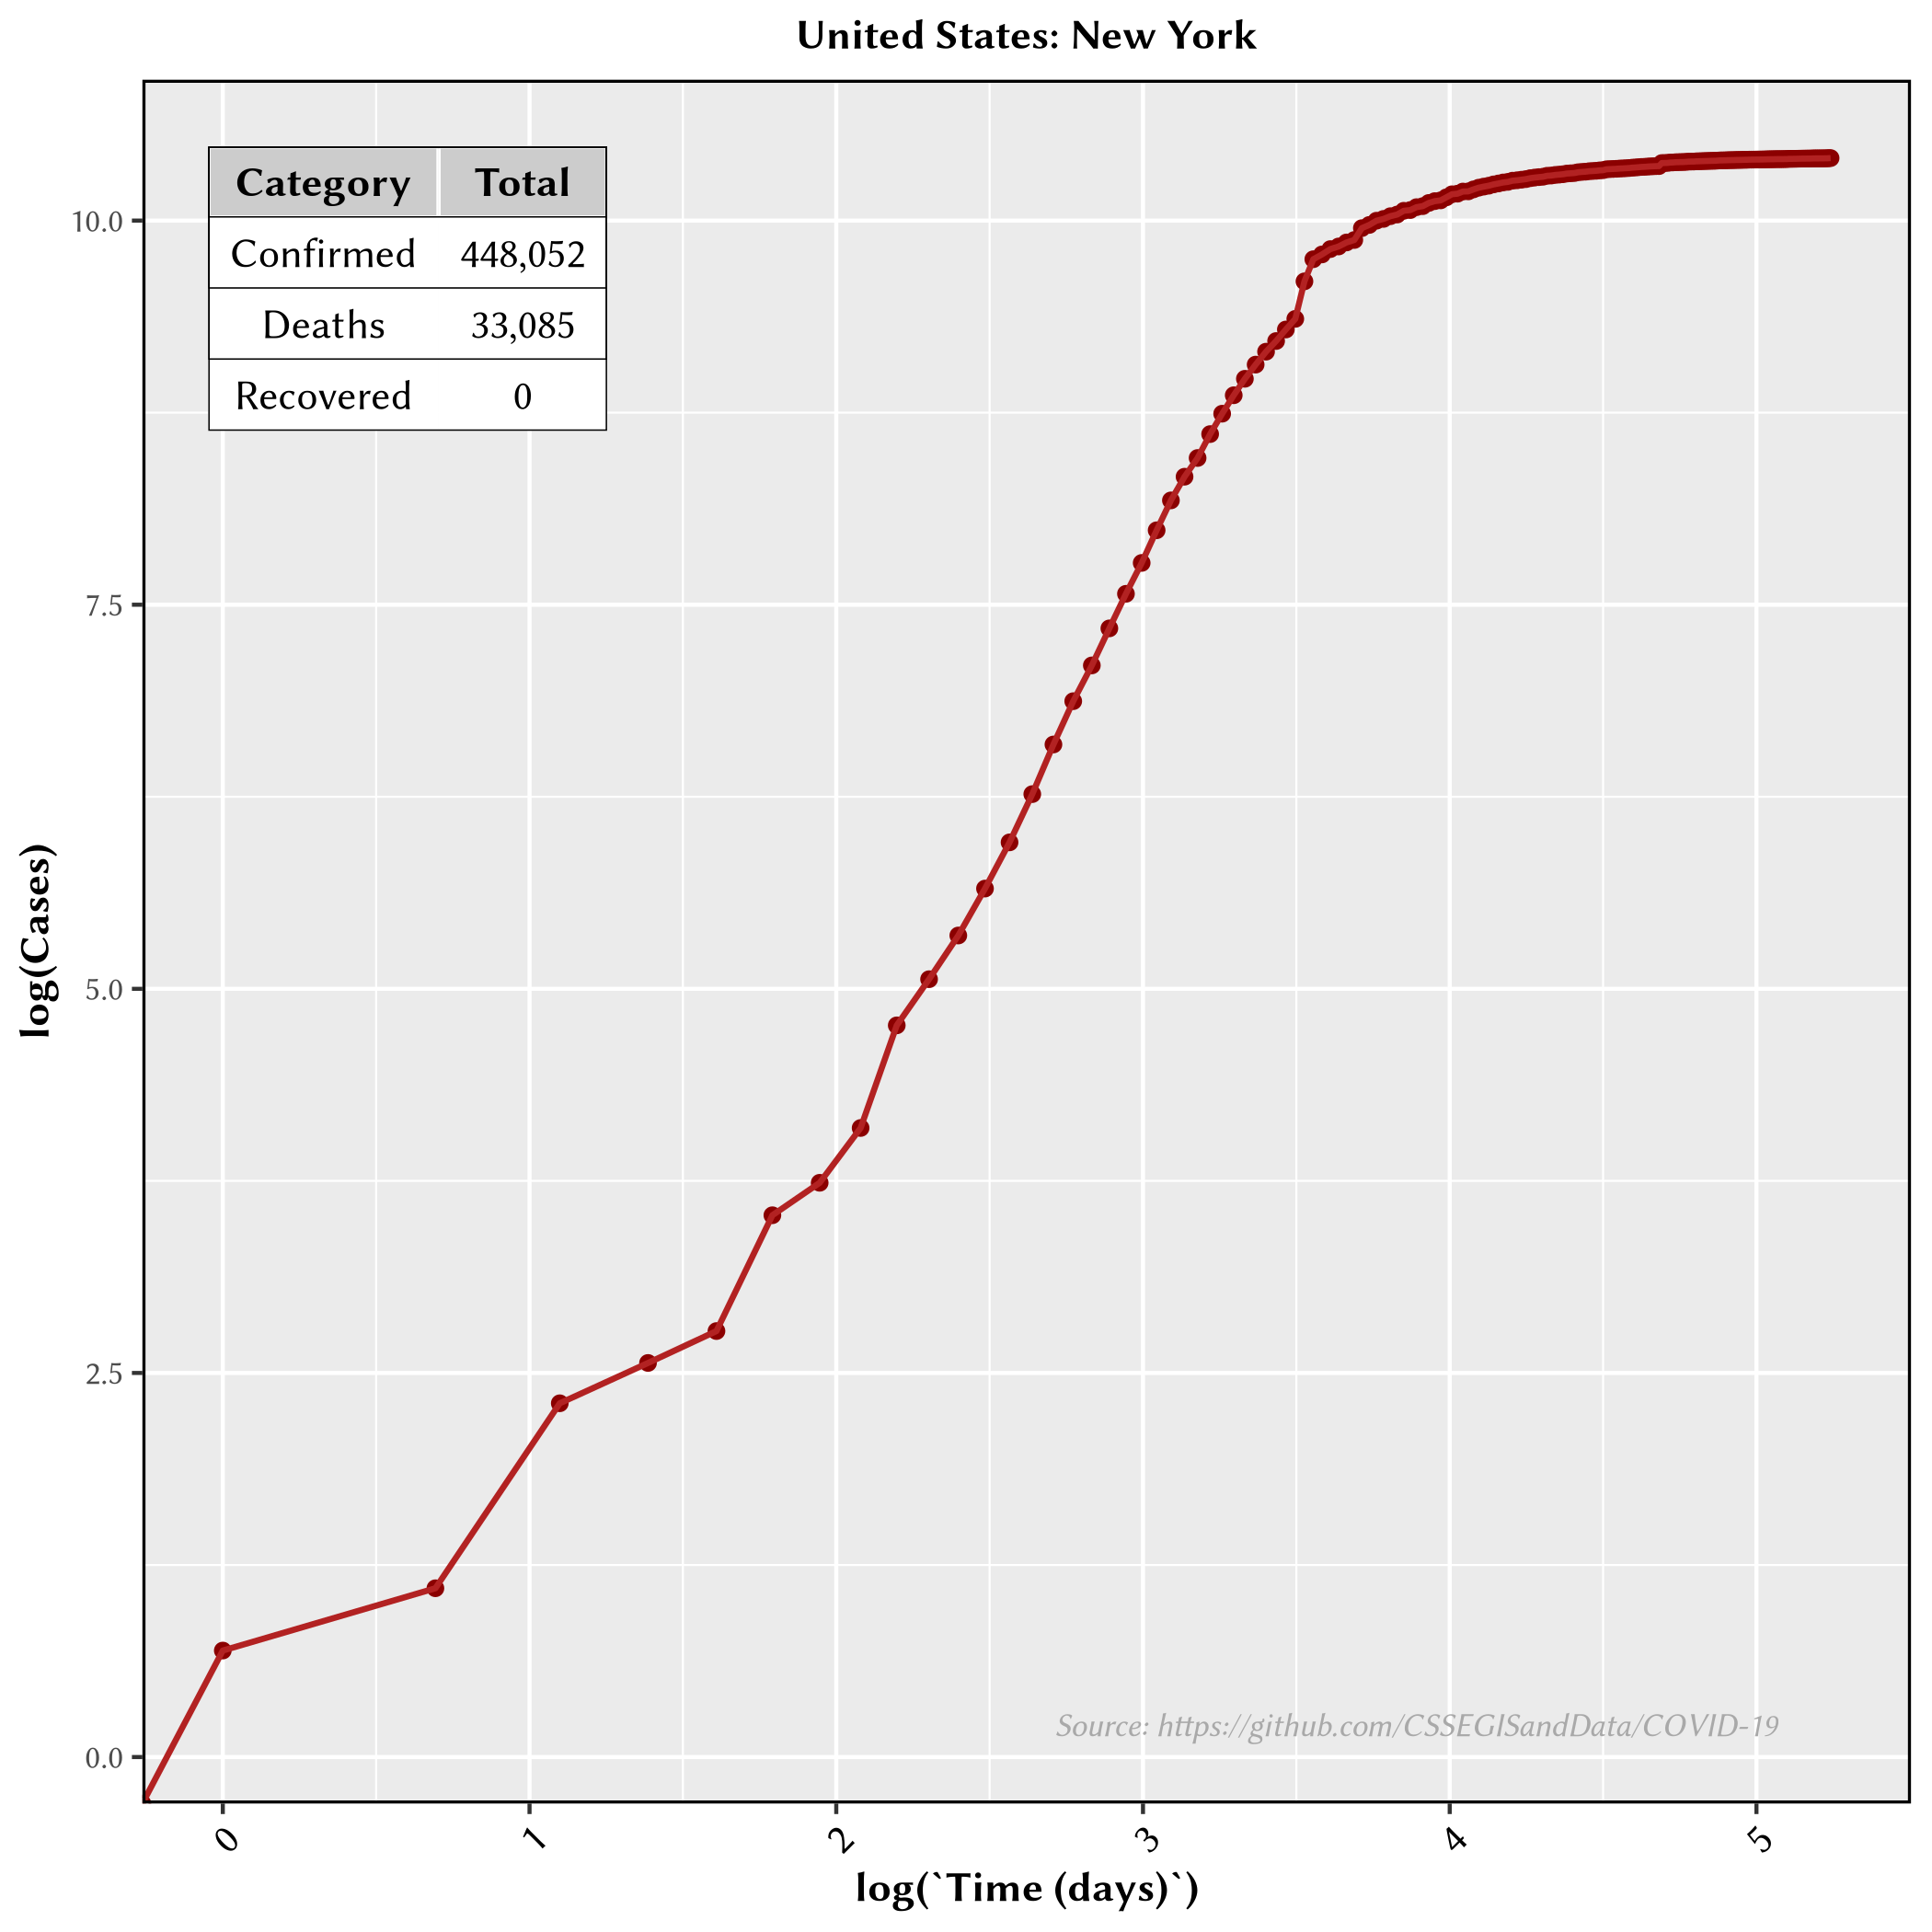 United States: New York
Category Total
Confirmed 448,052
Deaths 33,085
Recovered 0
10.0
7.5
5.0
2.5
0.0
log(Cases)
Source: https://github.com/CSSEGISandData/COVID-19
0 1 2 3 4 5
log(`Time (days)`)